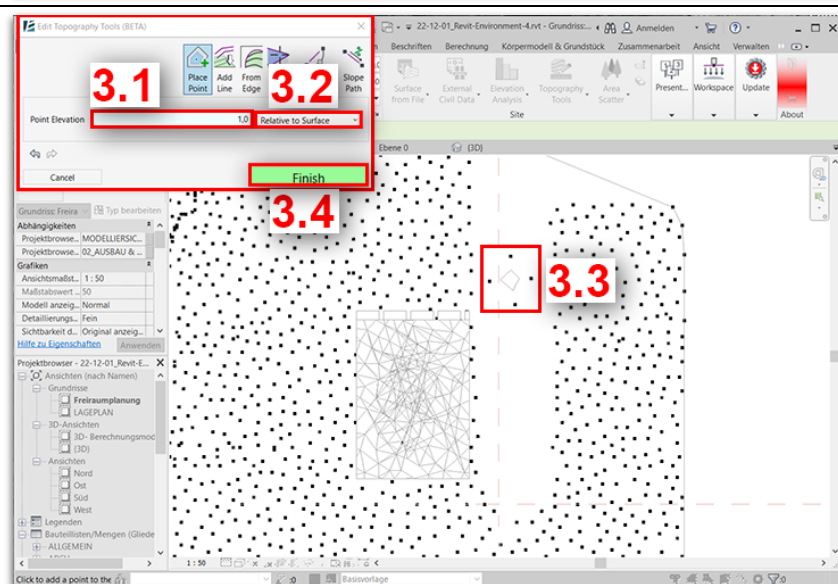 Edit Topography Tools (BETA)
22-12-01_Revit-Environment-4.rvt - Grundriss:...
Anmelden
Beschriften Berechnung Körpermodell & Grundstück Zusammenarbeit Ansicht Verwalten
Place Point
Add Line
From Edge
Slope Path
Surface from File
External Civil Data
Elevation Analysis
Topography Tools
Area Scatter
Present...
Workspace
Update
Site
About
3.1
3.2
Point Elevation 1,0 Relative to Surface
Cancel Finish
3.4
Ebene 0 {3D}
3.3
Grundriss: Freira Typ bearbeiten
Abhängigkeiten
Projektbrowse... MODELLIERSIC...
Projektbrowse... 02_AUSBAU & ...
Grafiken
Ansichtsmaßst... 1 : 50
Maßstabswert ... 50
Modell anzeig... Normal
Detaillierungs... Fein
Sichtbarkeit d... Original anzeig...
Hilfe zu Eigenschaften Anwenden
Projektbrowser - 22-12-01_Revit-E...
Ansichten (nach Namen)
Grundrisse
Freiraumplanung
LAGEPLAN
3D-Ansichten
3D- Berechnungsmod
{3D}
Ansichten
Nord
Ost
Süd
West
Legenden
Bauteillisten/Mengen (Gliede
ALLGEMEIN
1 : 50
Click to add a point to the
:0
Basisvorlage
:0